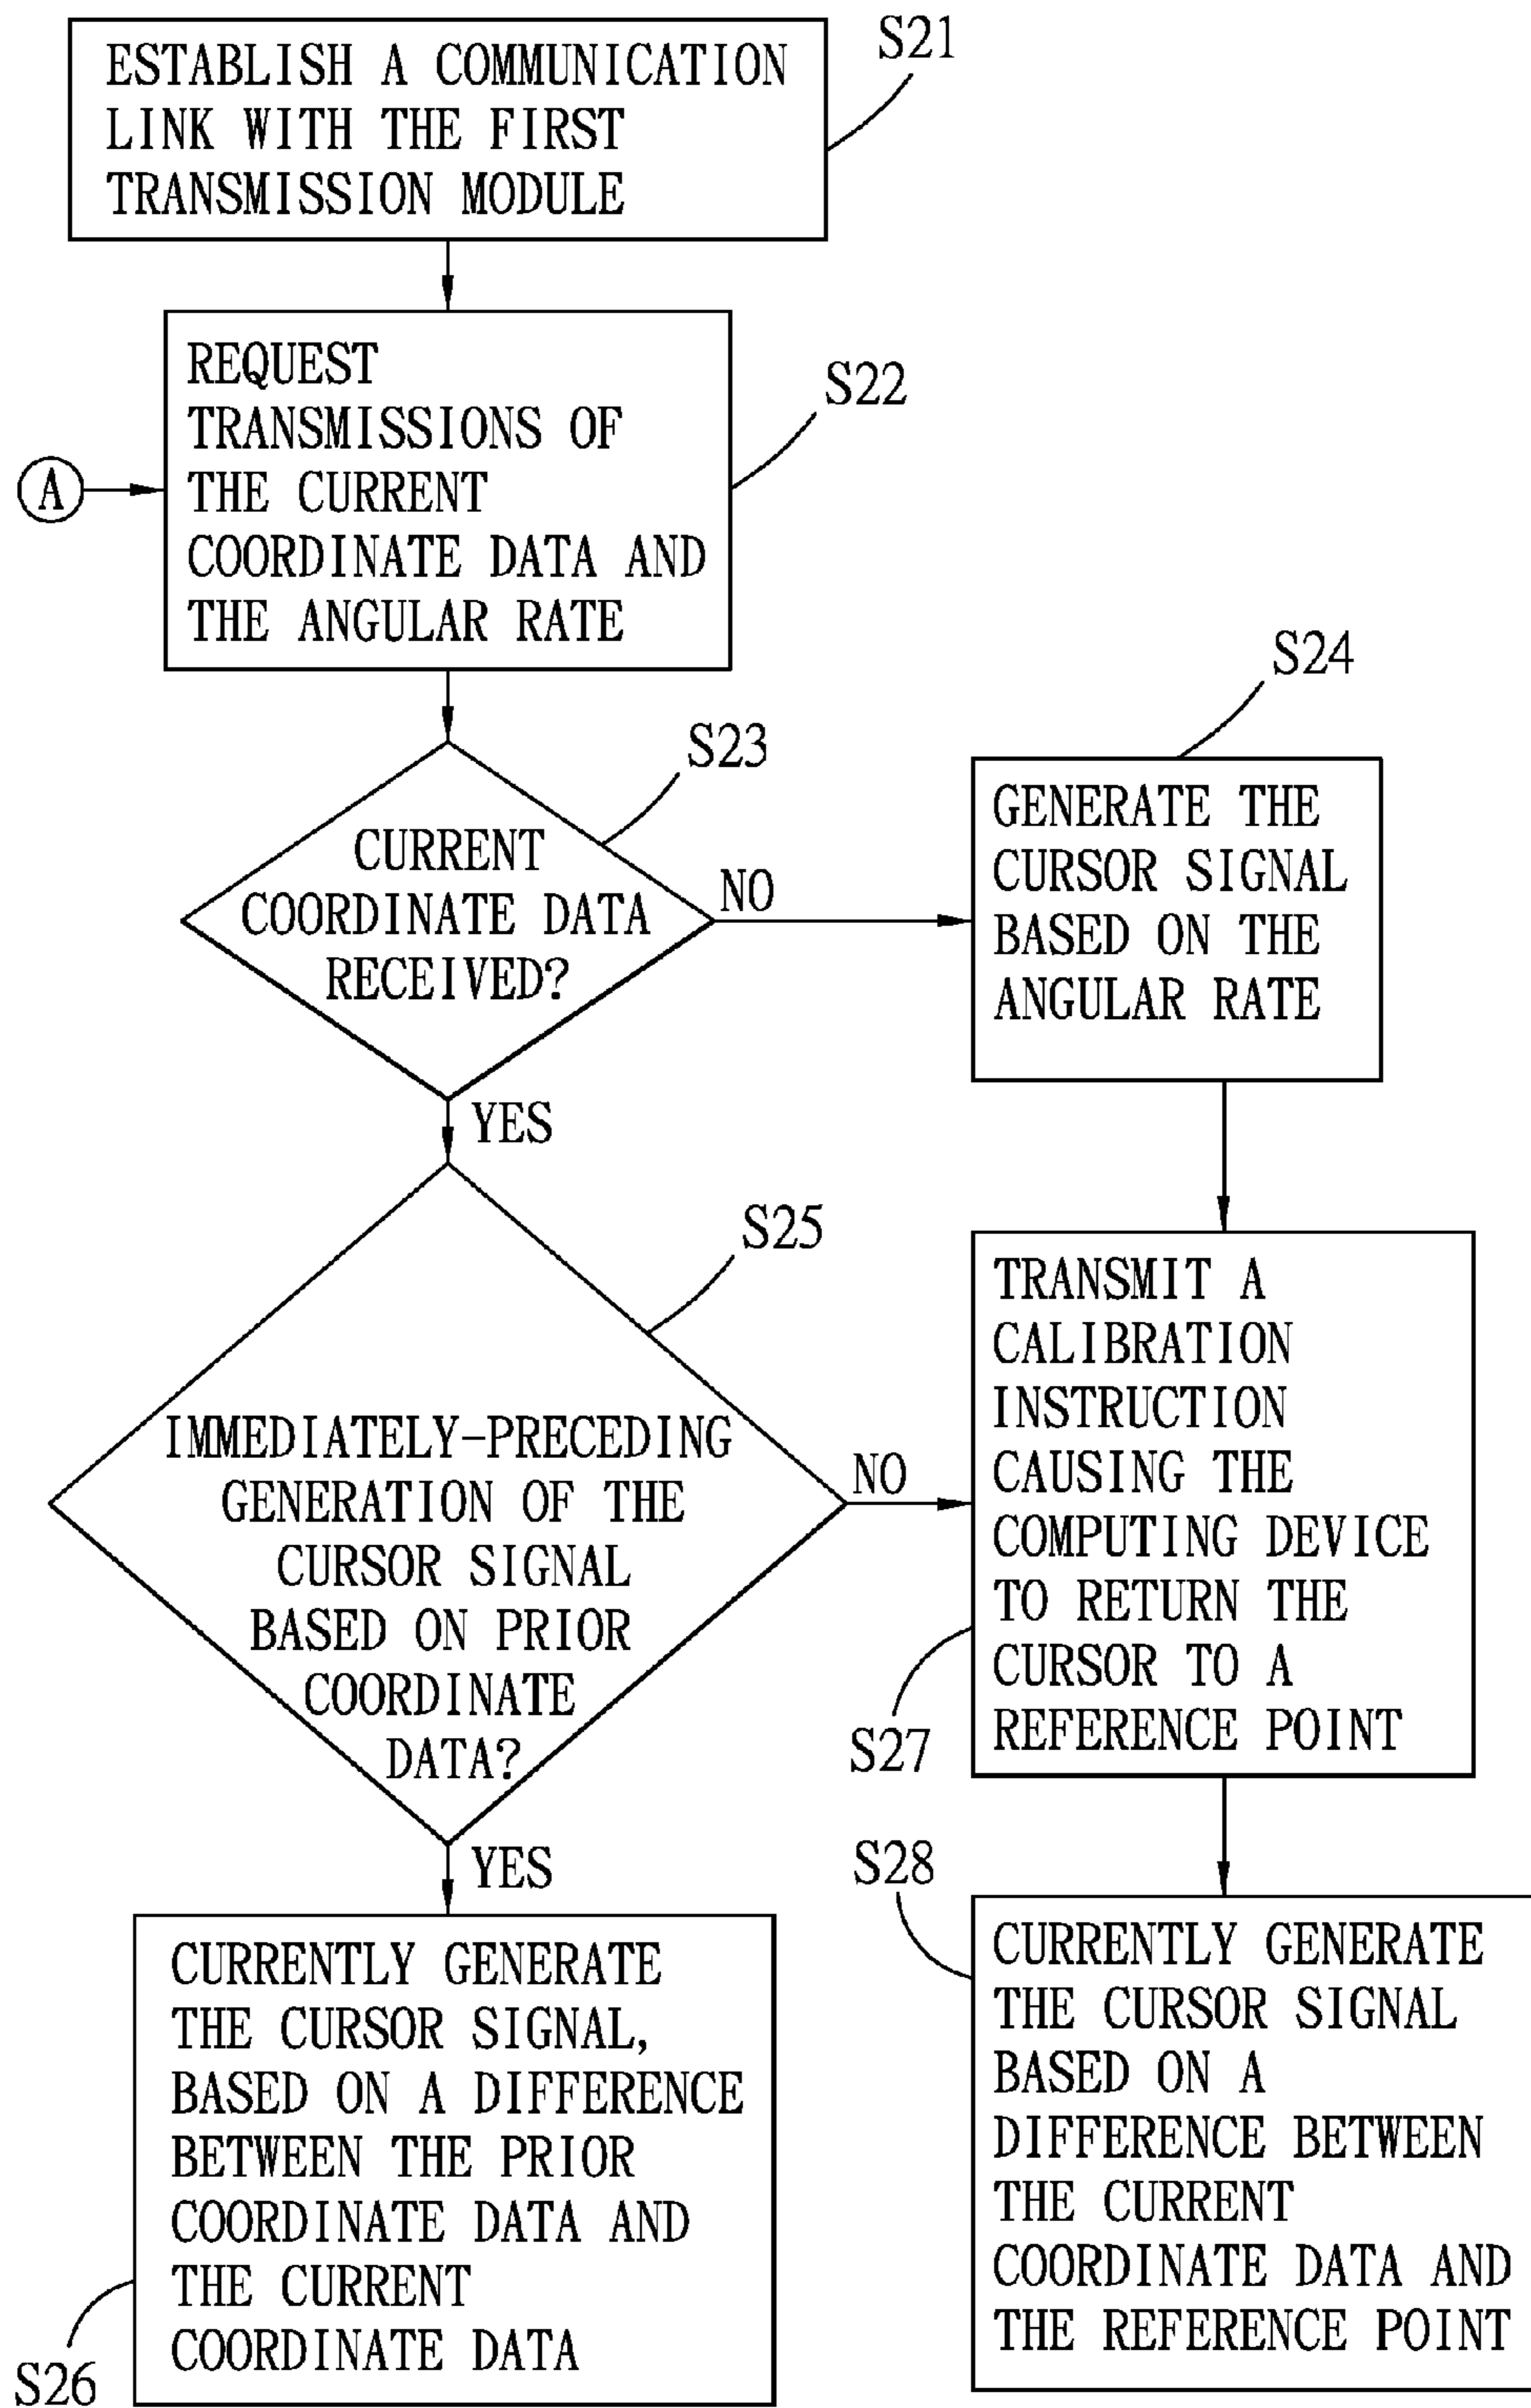 ESTABLISH A COMMUNICATION
LINK WITH THE FIRST
TRANSMISSION MODULE
S21
REQUEST
TRANSMISSIONS OF
THE CURRENT
COORDINATE DATA AND
THE ANGULAR RATE
S22
A
CURRENT
COORDINATE DATA
RECEIVED?
S23
NO
YES
GENERATE THE
CURSOR SIGNAL
BASED ON THE
ANGULAR RATE
S24
IMMEDIATELY-PRECEDING
GENERATION OF THE
CURSOR SIGNAL
BASED ON PRIOR
COORDINATE
DATA?
S25
NO
YES
TRANSMIT A
CALIBRATION
INSTRUCTION
CAUSING THE
COMPUTING DEVICE
TO RETURN THE
CURSOR TO A
REFERENCE POINT
S27
CURRENTLY GENERATE
THE CURSOR SIGNAL,
BASED ON A DIFFERENCE
BETWEEN THE PRIOR
COORDINATE DATA AND
THE CURRENT
COORDINATE DATA
S26
CURRENTLY GENERATE
THE CURSOR SIGNAL
BASED ON A
DIFFERENCE BETWEEN
THE CURRENT
COORDINATE DATA AND
THE REFERENCE POINT
S28